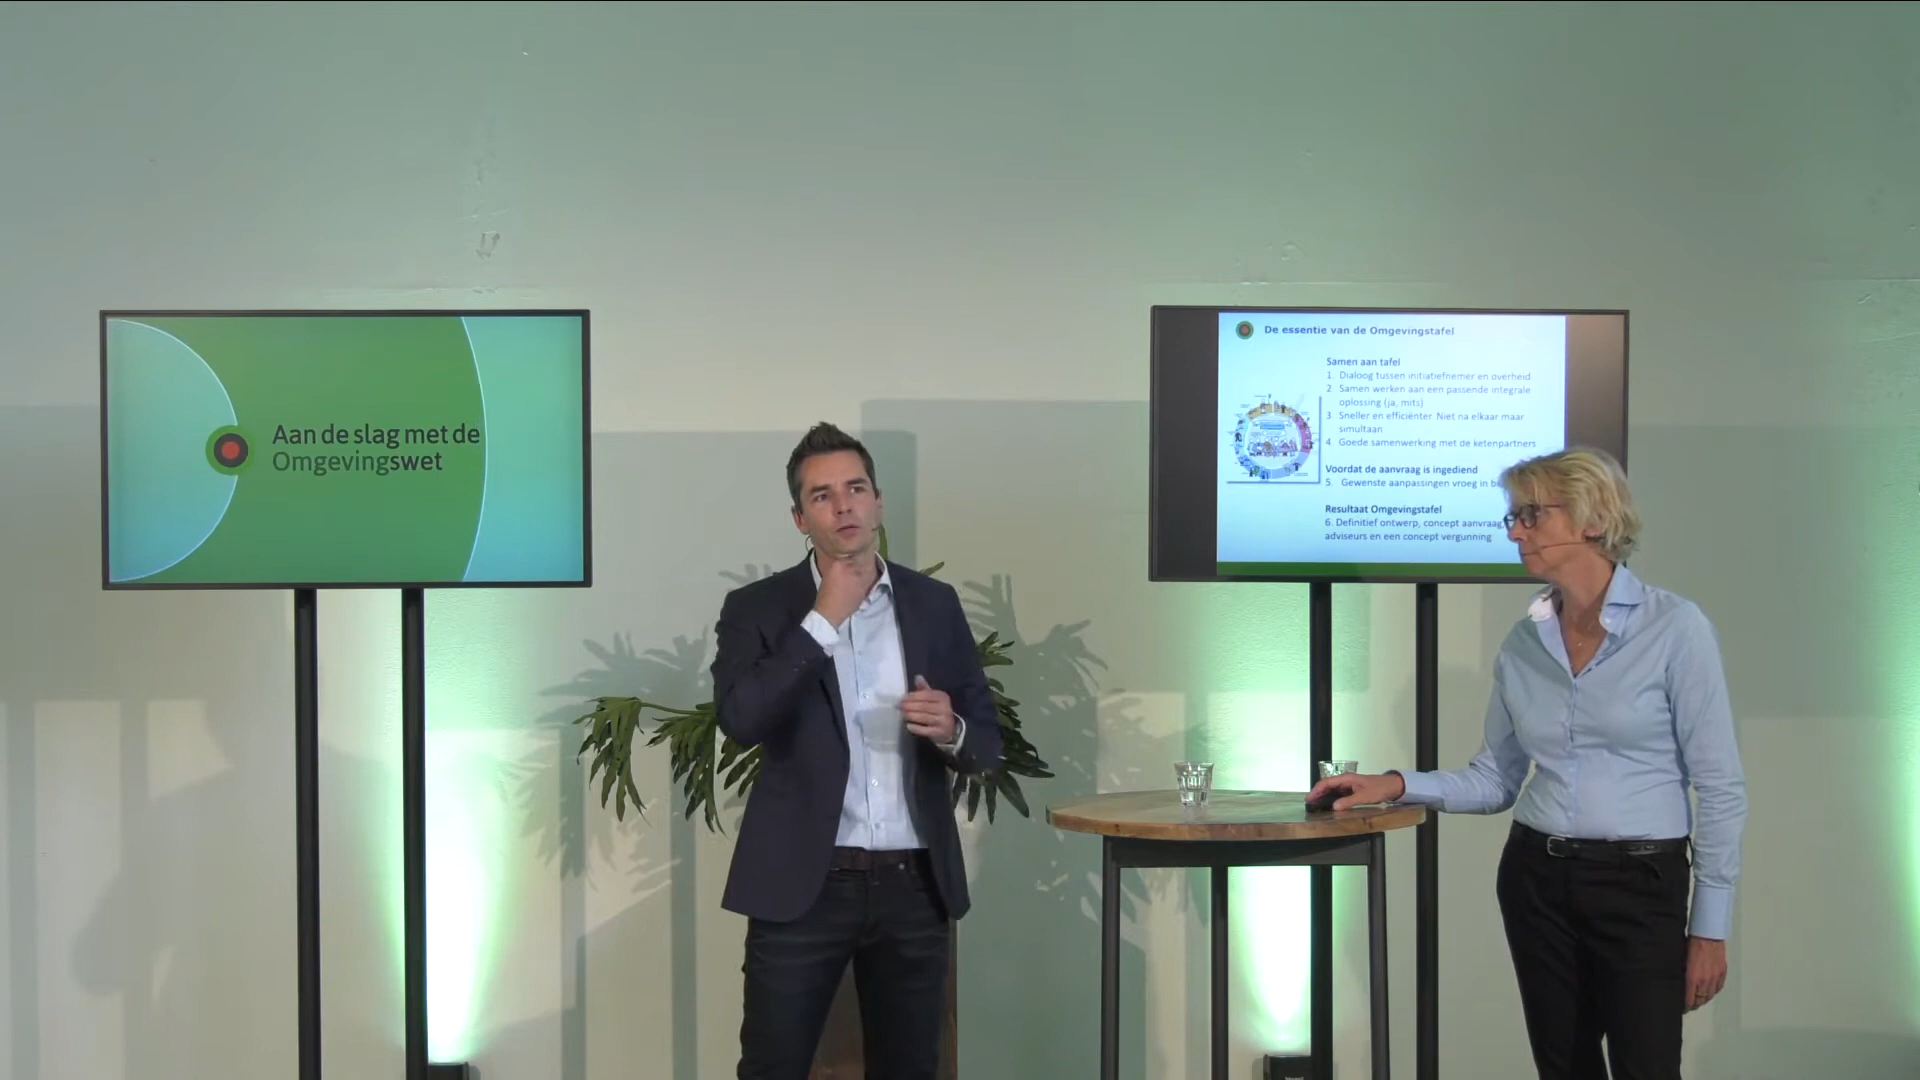 Aan de slag met de
Omgevingswet
De essentie van de Omgevingstafel
Samen aan tafel
1. Dialoog tussen initiatiefnemer en overheid
2 Samen werken aan een passende integrale
oplossing (ja, mits)
3. Sneller en efficiënter. Niet na elkaar maar
simultaan
4 Goede samenwerking met de ketenpartners
Voordat de aanvraag is ingediend
5. Gewenste aanpassingen vroeg in
Resultaat Omgevingstafel
6. Definitief ontwerp, concept aanvraag,
adviseurs en een concept vergunning